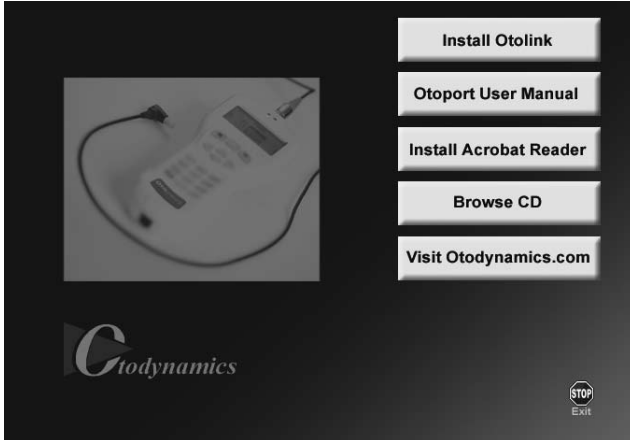 Install Otolink
Otoport User Manual
Install Acrobat Reader
Browse CD
Visit Otodynamics.com
Otodynamics
STOP
Exit